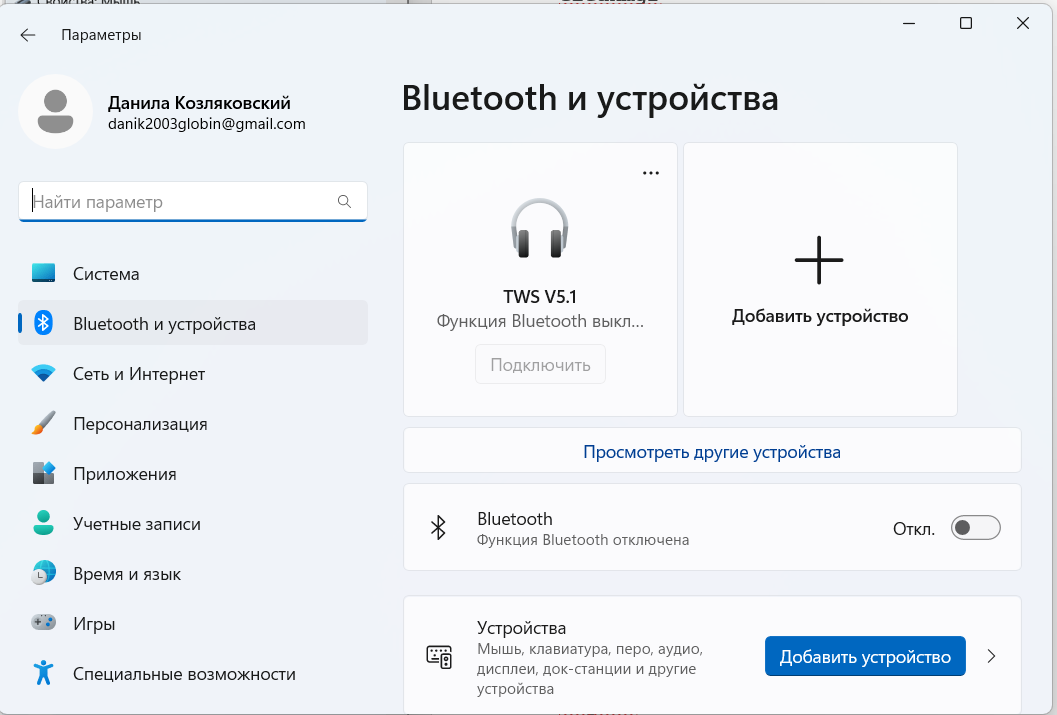 Параметры
Данила Козляковский
danik2003globin@gmail.com
Найти параметр
Система
Bluetooth и устройства
Сеть и Интернет
Персонализация
Приложения
Учетные записи
Время и язык
Игры
Специальные возможности
Bluetooth и устройства
TWS V5.1
Функция Bluetooth выкл...
Подключить
Добавить устройство
Просмотреть другие устройства
Bluetooth
Функция Bluetooth отключена
Откл.
Устройства
Мышь, клавиатура, перо, аудио,
дисплеи, док-станции и другие
устройства
Добавить устройство